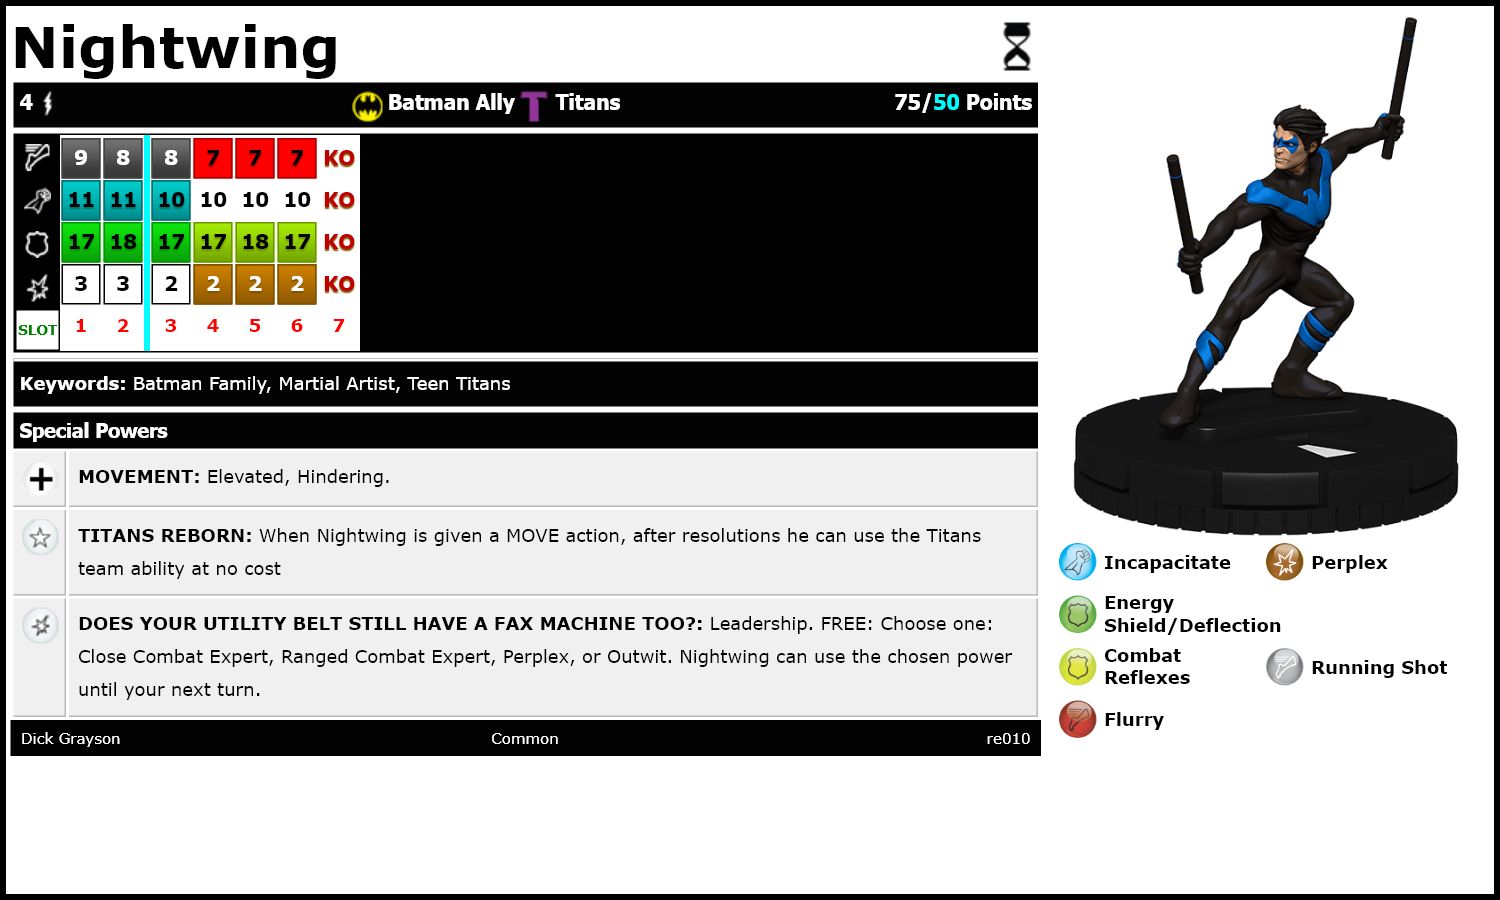 Nightwing
4 Batman Ally T Titans 75/50 Points
9 8 8 7 7 7 KO
11 11 10 10 10 10 KO
17 18 17 17 18 17 KO
3 3 2 2 2 2 KO
SLOT 1 2 3 4 5 6 7
Keywords: Batman Family, Martial Artist, Teen Titans
Special Powers
MOVEMENT: Elevated, Hindering.
TITANS REBORN: When Nightwing is given a MOVE action, after resolutions he can use the Titans
team ability at no cost
DOES YOUR UTILITY BELT STILL HAVE A FAX MACHINE TOO?: Leadership. FREE: Choose one:
Close Combat Expert, Ranged Combat Expert, Perplex, or Outwit. Nightwing can use the chosen power
until your next turn.
Dick Grayson Common re010
Incapacitate Perplex
Energy
Shield/Deflection
Combat
Reflexes
Running Shot
Flurry